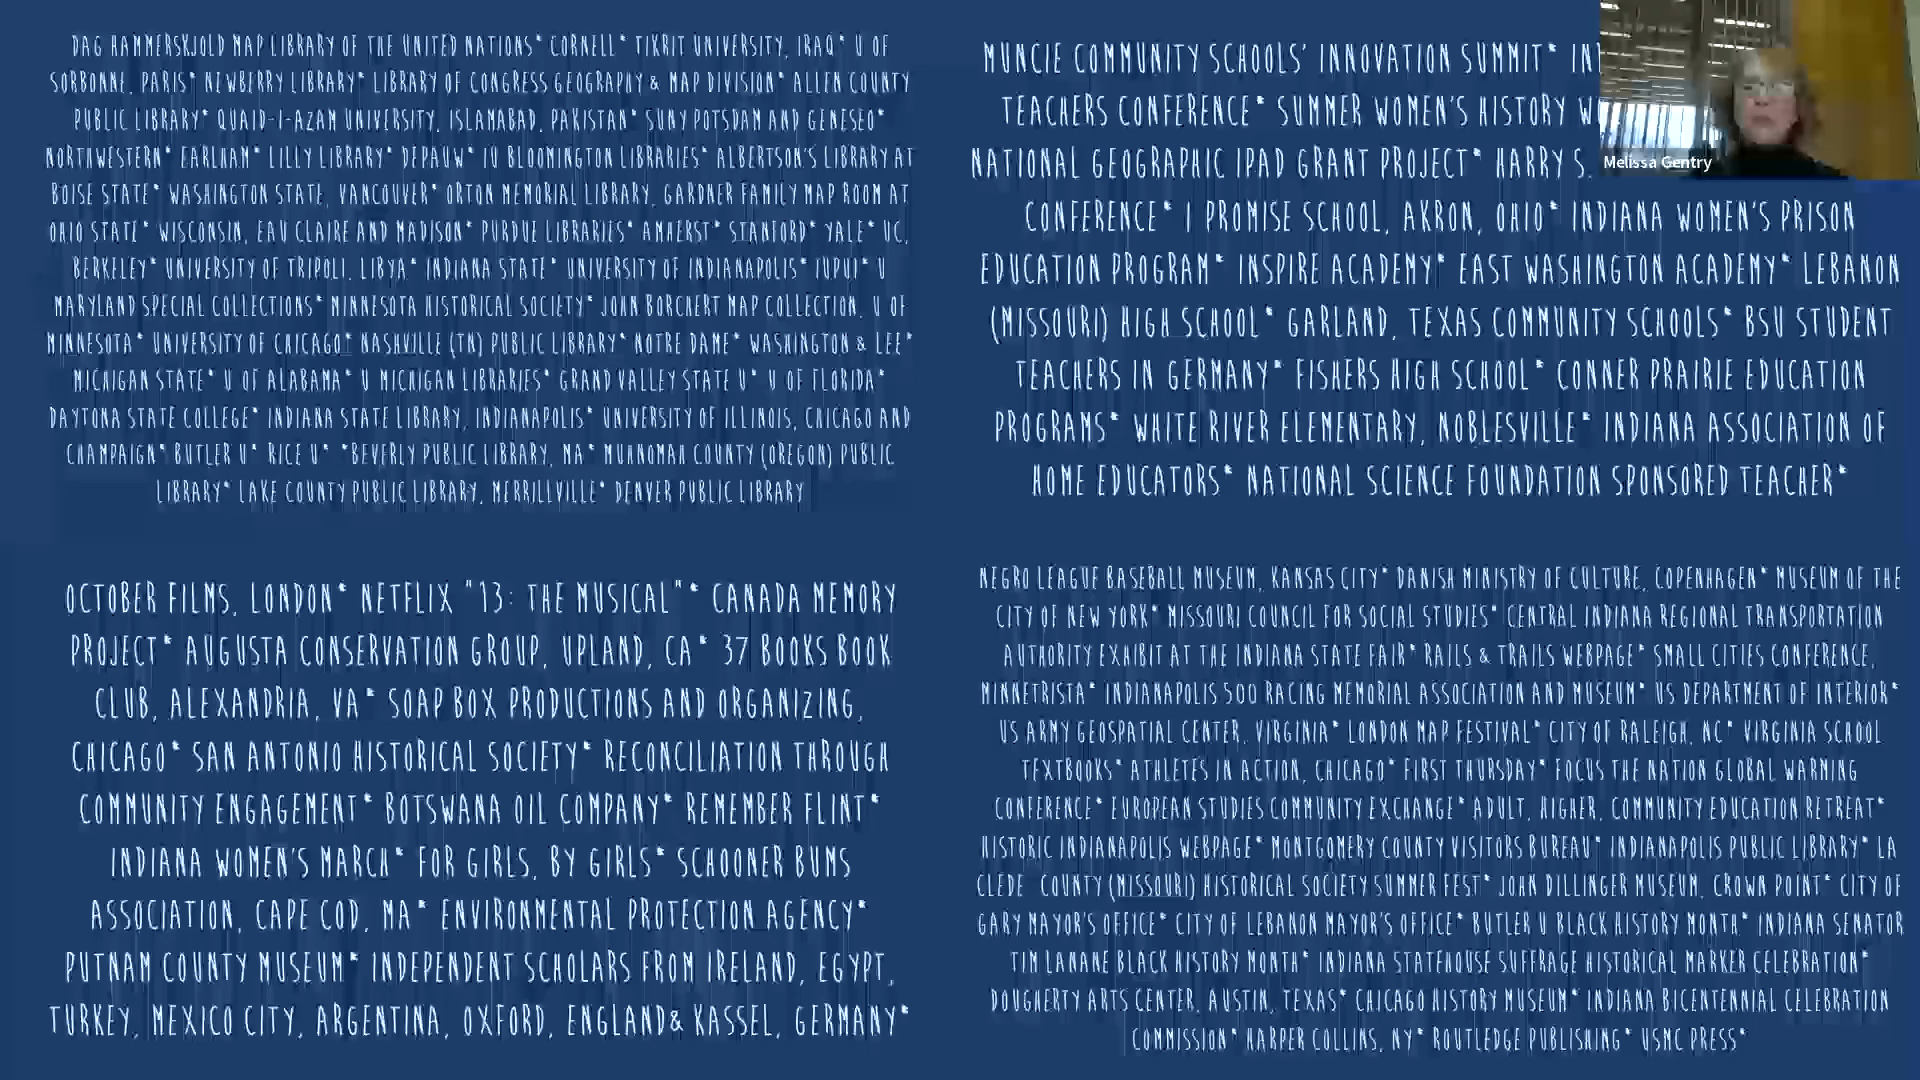 DAG HAMMERSKJOLD MAP LIBRARY OF THE UNITED NATIONS* CORNELL* TIKRIT UNIVERSITY, IRAQ* U OF
SORBONNE, PARIS* NEWBERRY LIBRARY* LIBRARY OF CONGRESS GEOGRAPHY & MAP DIVISION* ALLEN COUNTY
PUBLIC LIBRARY* QUAID-I-AZAM UNIVERSITY, ISLAMABAD, PAKISTAN* SUNY POTSDAM AND GENESEO*
NORTHWESTERN* EARLHAM* LILLY LIBRARY* DEPAUW* IU BLOOMINGTON LIBRARIES* ALBERTSON'S LIBRARY AT
BOISE STATE* WASHINGTON STATE, VANCOUVER* ORTON MEMORIAL LIBRARY, GARDNER FAMILY MAP ROOM AT
OHIO STATE* WISCONSIN, EAU CLAIRE AND MADISON* PURDUE LIBRARIES* AMHERST* STANFORD* YALE* UC,
BERKELEY* UNIVERSITY OF TRIPOLI, LIBYA* INDIANA STATE* UNIVERSITY OF INDIANAPOLIS* IUPUI* U
MARYLAND SPECIAL COLLECTIONS* MINNESOTA HISTORICAL SOCIETY* JOHN BORCHERT MAP COLLECTION, U OF
MINNESOTA* UNIVERSITY OF CHICAGO* NASHVILLE (TN) PUBLIC LIBRARY* NOTRE DAME* WASHINGTON & LEE*
MICHIGAN STATE* U OF ALABAMA* U MICHIGAN LIBRARIES* GRAND VALLEY STATE U* U OF FLORIDA*
DAYTONA STATE COLLEGE* INDIANA STATE LIBRARY, INDIANAPOLIS* UNIVERSITY OF ILLINOIS, CHICAGO AND
CHAMPAIGN* BUTLER U* RICE U* *BEVERLY PUBLIC LIBRARY, MA* MUHNOMAH COUNTY (OREGON) PUBLIC
LIBRARY* LAKE COUNTY PUBLIC LIBRARY, MERRILLVILLE* DENVER PUBLIC LIBRARY
MUNCIE COMMUNITY SCHOOLS' INNOVATION SUMMIT*
TEACHERS CONFERENCE* SUMMER WOMEN'S HISTORY
NATIONAL GEOGRAPHIC IPAD GRANT PROJECT* HARRY S.
CONFERENCE* I PROMISE SCHOOL, AKRON, OHIO* INDIANA WOMEN'S PRISON
EDUCATION PROGRAM* INSPIRE ACADEMY* EAST WASHINGTON ACADEMY* LEBANON
(MISSOURI) HIGH SCHOOL* GARLAND, TEXAS COMMUNITY SCHOOLS* BSU STUDENT
TEACHERS IN GERMANY* FISHERS HIGH SCHOOL* CONNER PRAIRIE EDUCATION
PROGRAMS* WHITE RIVER ELEMENTARY, NOBLESVILLE* INDIANA ASSOCIATION OF
HOME EDUCATORS* NATIONAL SCIENCE FOUNDATION SPONSORED TEACHER*
Melissa Gentry
OCTOBER FILMS, LONDON* NETFLIX "13: THE MUSICAL"* CANADA MEMORY
PROJECT* AUGUSTA CONSERVATION GROUP, UPLAND, CA* 37 BOOKS BOOK
CLUB, ALEXANDRIA, VA* SOAP BOX PRODUCTIONS AND ORGANIZING,
CHICAGO* SAN ANTONIO HISTORICAL SOCIETY* RECONCILIATION THROUGH
COMMUNITY ENGAGEMENT* BOTSWANA OIL COMPANY* REMEMBER FLINT*
INDIANA WOMEN'S MARCH* FOR GIRLS, BY GIRLS* SCHOONER BUMS
ASSOCIATION, CAPE COD, MA* ENVIRONMENTAL PROTECTION AGENCY*
PUTNAM COUNTY MUSEUM* INDEPENDENT SCHOLARS FROM IRELAND, EGYPT,
TURKEY, MEXICO CITY, ARGENTINA, OXFORD, ENGLAND& KASSEL, GERMANY*
NEGRO LEAGUE BASEBALL MUSEUM, KANSAS CITY* DANISH MINISTRY OF CULTURE, COPENHAGEN* MUSEUM OF THE
CITY OF NEW YORK* MISSOURI COUNCIL FOR SOCIAL STUDIES* CENTRAL INDIANA REGIONAL TRANSPORTATION
AUTHORITY EXHIBIT AT THE INDIANA STATE FAIR* RAILS & TRAILS WEBPAGE* SMALL CITIES CONFERENCE,
MINNETRISTA* INDIANAPOLIS 500 RACING MEMORIAL ASSOCIATION AND MUSEUM* US DEPARTMENT OF INTERIOR*
US ARMY GEOSPATIAL CENTER, VIRGINIA* LONDON MAP FESTIVAL* CITY OF RALEIGH, NC* VIRGINIA SCHOOL
TEXTBOOKS* ATHLETES IN ACTION, CHICAGO* FIRST THURSDAY* FOCUS THE NATION GLOBAL WARMING
CONFERENCE* EUROPEAN STUDIES COMMUNITY EXCHANGE* ADULT, HIGHER, COMMUNITY EDUCATION RETREAT*
HISTORIC INDIANAPOLIS WEBPAGE* MONTGOMERY COUNTY VISITORS BUREAU* INDIANAPOLIS PUBLIC LIBRARY* LA
CLEDE COUNTY (MISSOURI) HISTORICAL SOCIETY SUMMER FEST* JOHN DILLINGER MUSEUM, CROWN POINT* CITY OF
GARY MAYOR'S OFFICE* CITY OF LEBANON MAYOR'S OFFICE* BUTLER U BLACK HISTORY MONTH* INDIANA SENATOR
TIM LANANE BLACK HISTORY MONTH* INDIANA STATEHOUSE SUFFRAGE HISTORICAL MARKER CELEBRATION*
DOUGHERTY ARTS CENTER, AUSTIN, TEXAS* CHICAGO HISTORY MUSEUM* INDIANA BICENTENNIAL CELEBRATION
COMMISSION* HARPER COLLINS, NY* ROUTLEDGE PUBLISHING* USMC PRESS*